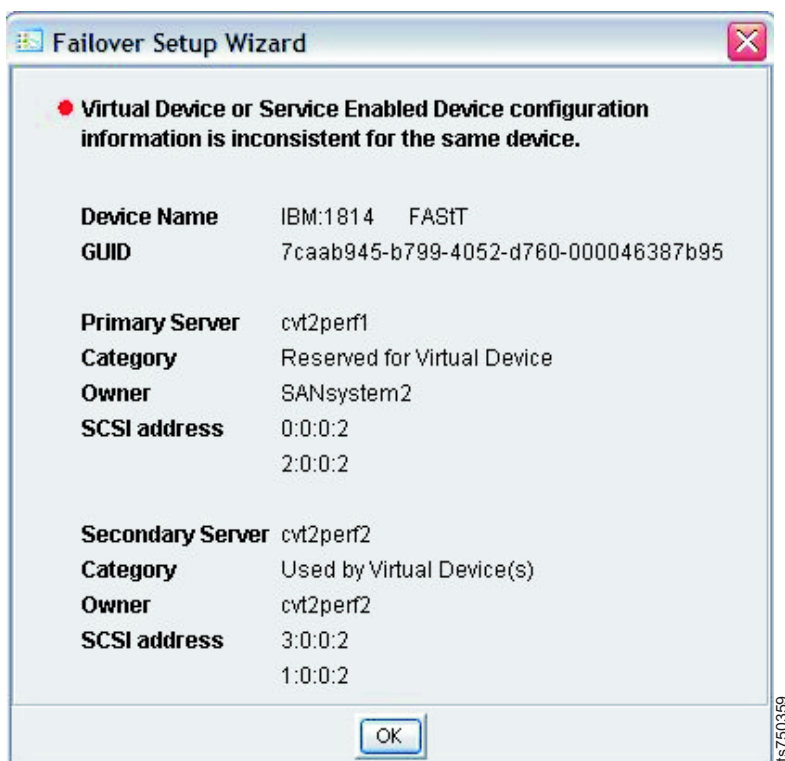 Failover Setup Wizard
Virtual Device or Service Enabled Device configuration
information is inconsistent for the same device.
Device Name IBM:1814 FAStT
GUID 7caab945-b799-4052-d760-000046387b95
Primary Server cvt2perf1
Category Reserved for Virtual Device
Owner SANsystem2
SCSI address 0:0:0:2
2:0:0:2
Secondary Server cvt2perf2
Category Used by Virtual Device(s)
Owner cvt2perf2
SCSI address 3:0:0:2
1:0:0:2
OK
ts750359